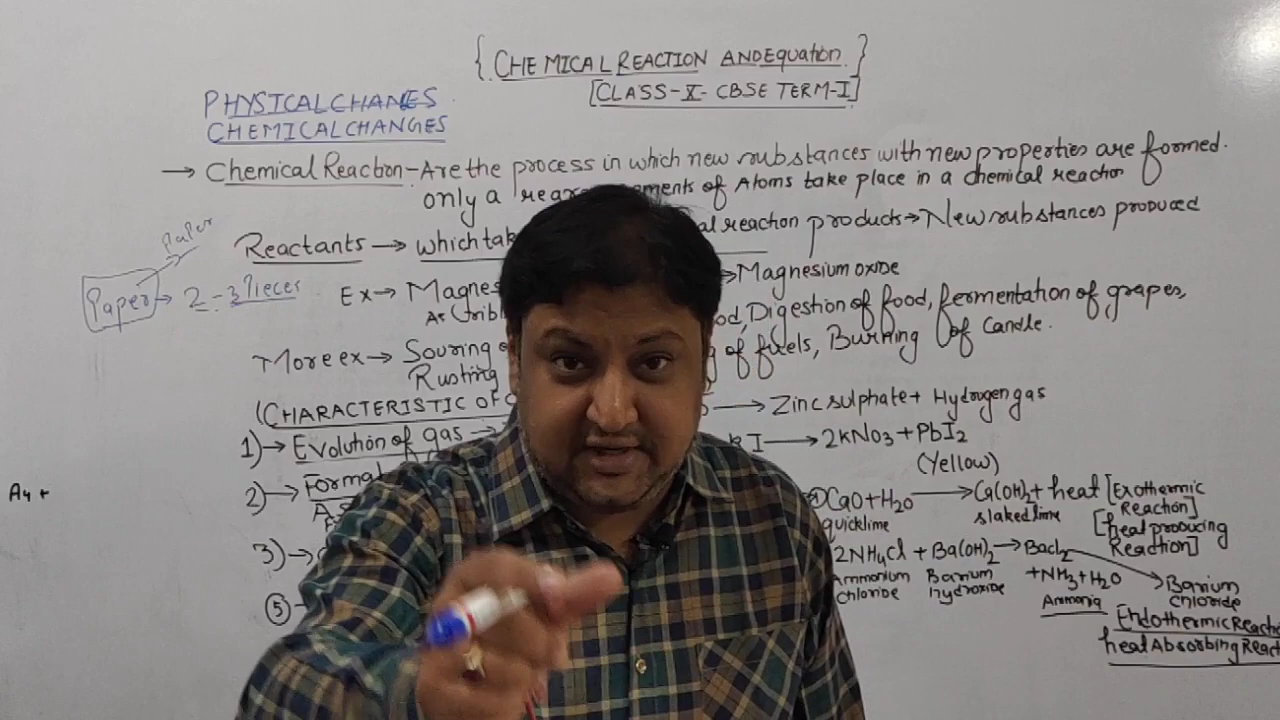 { CHEMICAL REACTION AND EQUATION }
[CLASS-X- CBSE TERM-I]
PHYSICAL CHANES
CHEMICAL CHANGES
→ Chemical Reaction - Are the process in which new substances with new properties are formed.
only a ments of Atoms take place in a chemical reaction
Reactants → which tak al reaction products → New substances produced
Paper → Paper
→ 2-3 Pieces
Ex → Magnes → Magnesium oxide
od, Digestion of food, fermentation of grapes,
More ex → Souring of fuels, Burning of Candle.
Rusting
(CHARACTERISTIC OF → Zinc sulphate + Hydrogen gas
1) → Evolution of gas → KI → 2KNO3 + PbI2
(Yellow)
2) → Format CaO + H2O → Ca(OH)2 + heat [Exothermic Reaction]
quicklime slaked lime [heat producing Reaction]
A4 +
3) → 2NH4Cl + Ba(OH)2 → BaCl2 → Barium chloride
Ammonium chloride Barium hydroxide + NH3 + H2O
Ammonia
⑤ Endothermic Reacti
heat Absorbing React